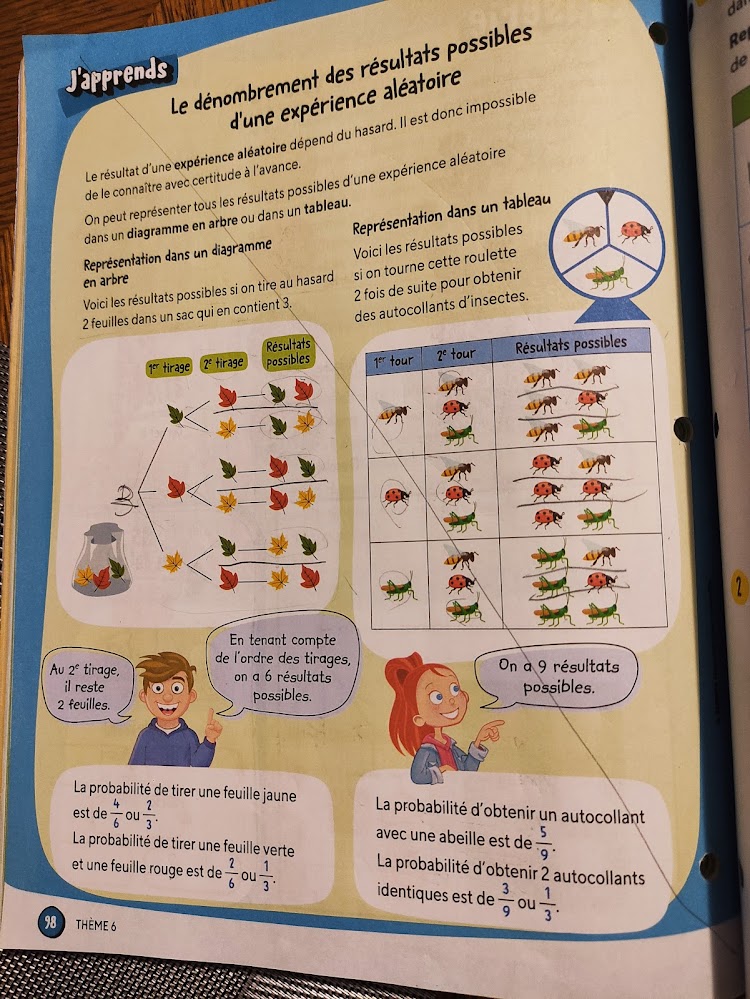 J'apprends
Le dénombrement des résultats possibles
d'une expérience aléatoire
Le résultat d'une expérience aléatoire dépend du hasard. Il est donc impossible
de le connaître avec certitude à l'avance.
On peut représenter tous les résultats possibles d'une expérience aléatoire
dans un diagramme en arbre ou dans un tableau.
Représentation dans un diagramme
en arbre
Voici les résultats possibles si on tire au hasard
2 feuilles dans un sac qui en contient 3.
1er tirage 2e tirage Résultats
possibles
Au 2e tirage,
il reste
2 feuilles.
En tenant compte
de l'ordre des tirages,
on a 6 résultats
possibles.
La probabilité de tirer une feuille jaune
est de 4/6 ou 2/3.
La probabilité de tirer une feuille verte
et une feuille rouge est de 2/6 ou 1/3.
Représentation dans un tableau
Voici les résultats possibles
si on tourne cette roulette
2 fois de suite pour obtenir
des autocollants d'insectes.
1er tour 2e tour Résultats possibles
On a 9 résultats
possibles.
La probabilité d'obtenir un autocollant
avec une abeille est de 5/9.
La probabilité d'obtenir 2 autocollants
identiques est de 3/9 ou 1/3.
98 THÈME 6
de
2